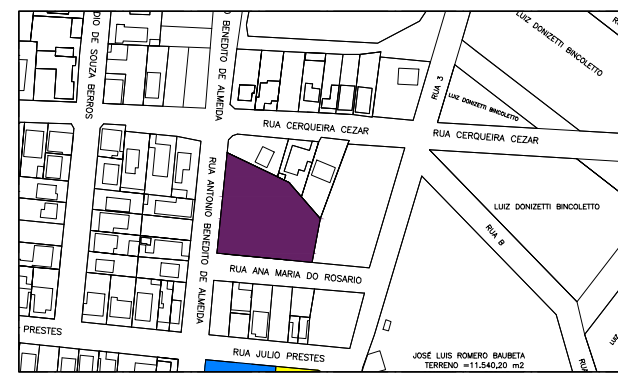 DIO DE SOUZA BERROS
O BENEDITO DE ALMEIDA
LUIZ DONIZETTI BINCOLETTO
RUA 3
LUIZ DONIZETTI BINCOLETTO
RUA CERQUEIRA CEZAR
RUA CERQUEIRA CEZAR
RUA ANTONIO BENEDITO DE ALMEIDA
LUIZ DONIZETTI BINCOLETTO
RUA 8
RUA ANA MARIA DO ROSARIO
PRESTES
RUA JULIO PRESTES
JOSÉ LUIS ROMERO BAUBETA
TERRENO =11.540,20 m2
RUA